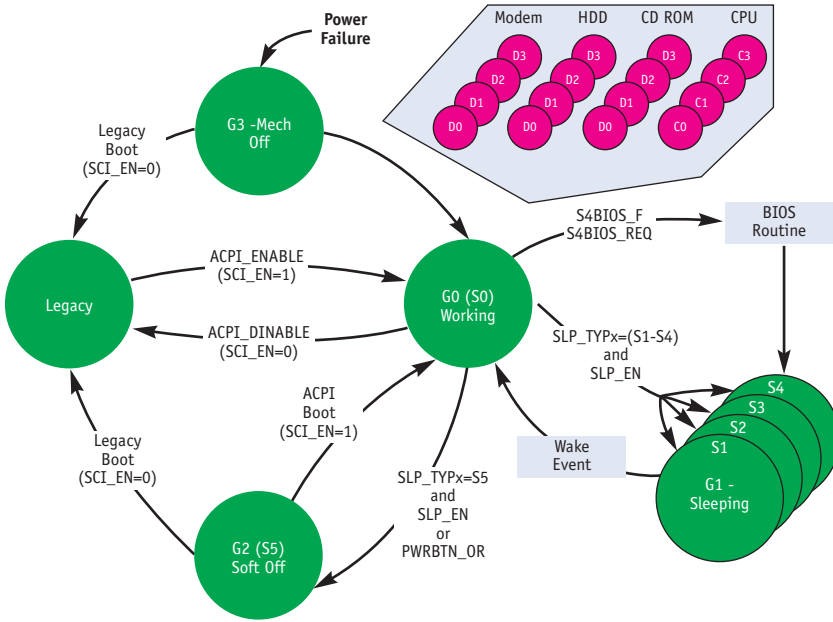 Power
Failure
Modem HDD CD ROM CPU
D3 D3 D3 C3
D2 D2 D2 C2
D1 D1 D1 C1
D0 D0 D0 C0
G3 -Mech
Off
Legacy
Boot
(SCI_EN=0)
S4BIOS_F
S4BIOS_REQ
BIOS
Routine
ACPI_ENABLE
(SCI_EN=1)
Legacy
G0 (S0)
Working
ACPI_DINABLE
(SCI_EN=0)
SLP_TYPx=(S1-S4)
and
SLP_EN
S4
S3
S2
S1
G1 -
Sleeping
ACPI
Boot
(SCI_EN=1)
Legacy
Boot
(SCI_EN=0)
Wake
Event
SLP_TYPx=S5
and
SLP_EN
or
PWRBTN_OR
G2 (S5)
Soft Off